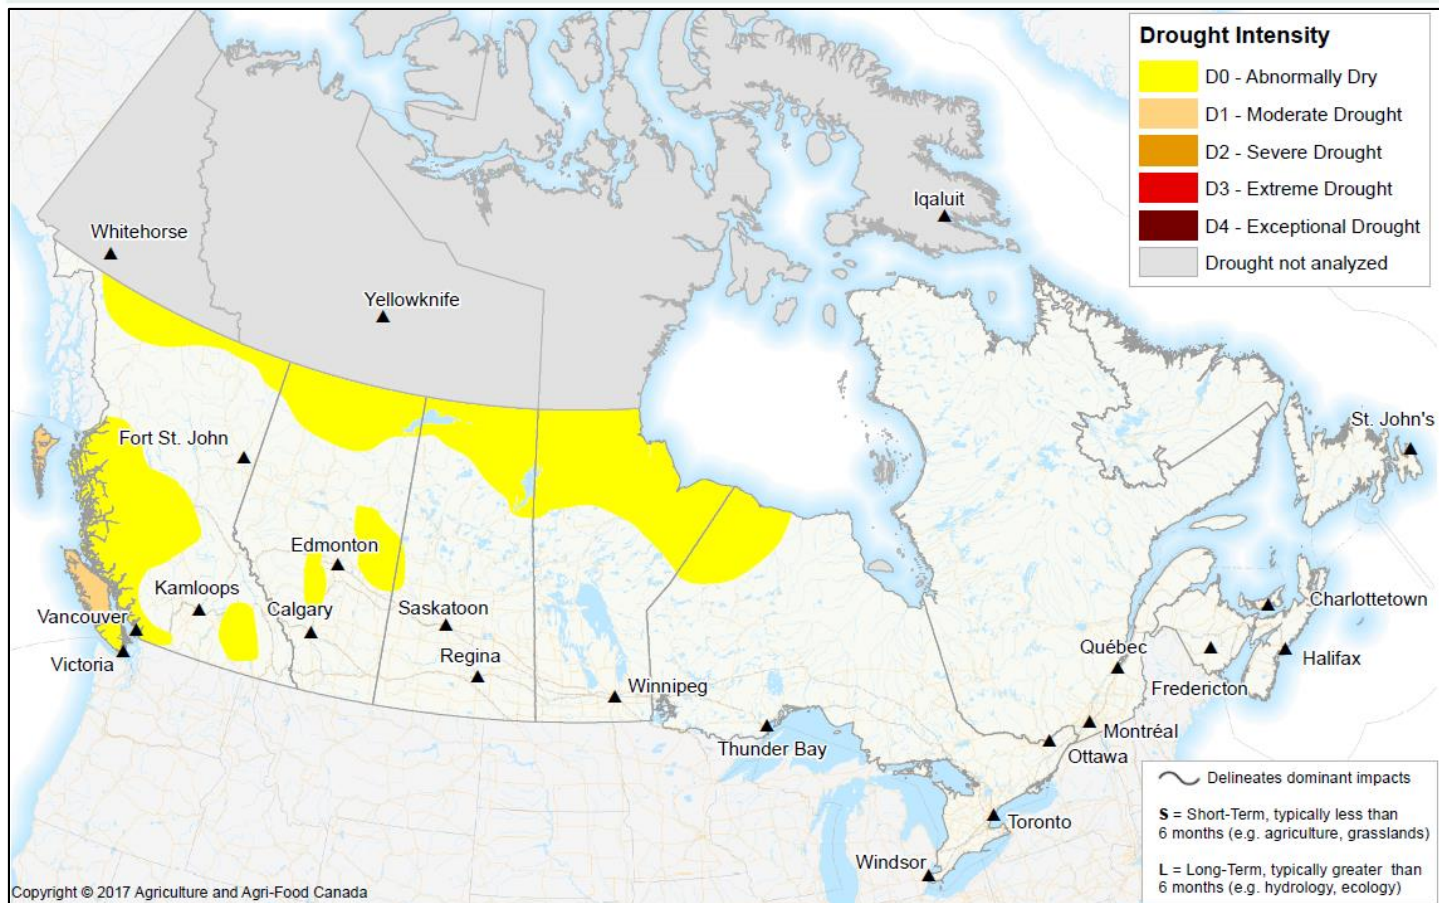 Drought Intensity
D0 - Abnormally Dry
D1 - Moderate Drought
D2 - Severe Drought
D3 - Extreme Drought
D4 - Exceptional Drought
Drought not analyzed
Iqaluit
Whitehorse
Yellowknife
St. John's
Fort St. John
Edmonton
Kamloops
Calgary
Saskatoon
Charlottetown
Vancouver
Victoria
Regina
Québec
Halifax
Winnipeg
Fredericton
Thunder Bay
Montréal
Ottawa
Toronto
Windsor
Delineates dominant impacts
S = Short-Term, typically less than
6 months (e.g. agriculture, grasslands)
L = Long-Term, typically greater than
6 months (e.g. hydrology, ecology)
Copyright © 2017 Agriculture and Agri-Food Canada